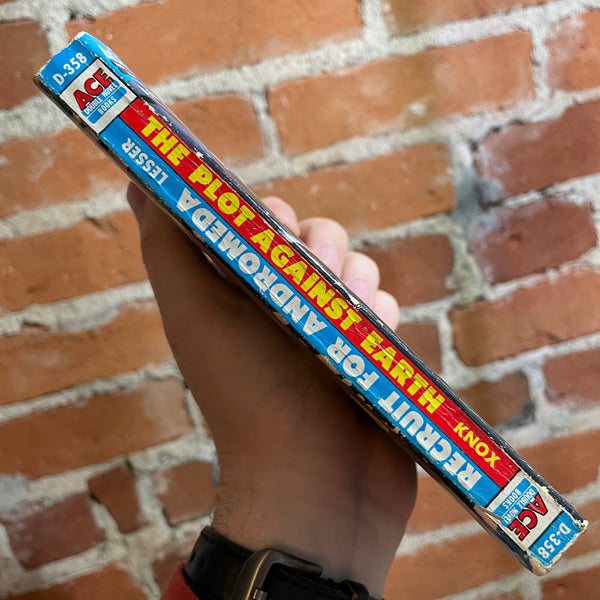 D-358
ACE
DOUBLE NOVEL
BOOKS
THE PLOT AGAINST EARTH KNOX
RECRUIT FOR ANDROMEDA LESSER
ACE
DOUBLE NOVEL
BOOKS
D-358